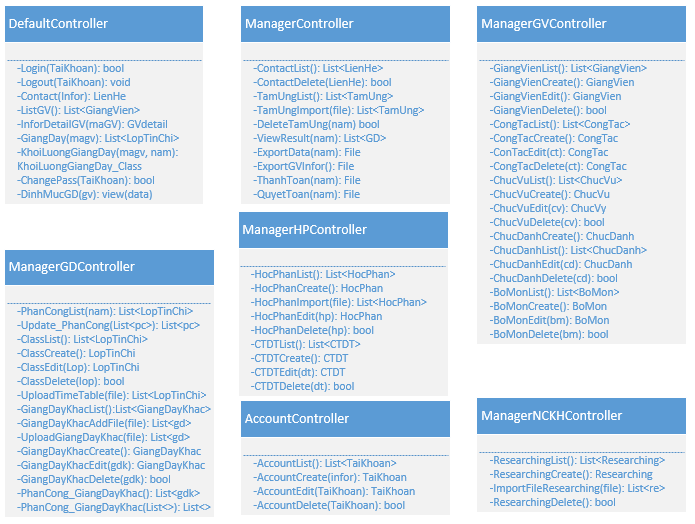 DefaultController
-Login(TaiKhoan): bool
-Logout(TaiKhoan): void
-Contact(Infor): LienHe
-ListGV(): List<GiangVien>
-InforDetailGV(maGV): GVdetail
-GiangDay(magv): List<LopTinChi>
-KhoiLuongGiangDay(magv, nam):
KhoiLuongGiangDay_Class
-ChangePass(TaiKhoan): bool
-DinhMucGD(gv): view(data)
ManagerController
-ContactList(): List<LienHe>
-ContactDelete(LienHe): bool
-TamUngList(): List<TamUng>
-TamUngImport(file): List<TamUng>
-DeleteTamUng(nam) bool
-ViewResult(nam): List<GD>
-ExportData(nam): File
-ExportGVInfor(): File
-ThanhToan(nam): File
-QuyetToan(nam): File
ManagerGVController
-GiangVienList(): List<GiangVien>
-GiangVienCreate(): GiangVien
-GiangVienEdit(): GiangVien
-GiangVienDelete(): bool
-CongTacList(): List<CongTac>
-CongTacCreate(): CongTac
-ConTacEdit(ct): CongTac
-CongTacDelete(ct): CongTac
-ChucVuList(): List<ChucVu>
-ChucVuCreate(): ChucVu
-ChucVuEdit(cv): ChucVy
-ChucVuDelete(cv): bool
-ChucDanhCreate(): ChucDanh
-ChucDanhList(): List<ChucDanh>
-ChucDanhEdit(cd): ChucDanh
-ChucDanhDelete(cd): bool
-BoMonList(): List<BoMon>
-BoMonCreate(): BoMon
-BoMonEdit(bm): BoMon
-BoMonDelete(bm): bool
ManagerGDController
-PhanCongList(nam): List<LopTinChi>
-Update_PhanCong(List<pc>): List<pc>
-ClassList(): List<LopTinChi>
-ClassCreate(): LopTinChi
-ClassEdit(Lop): LopTinChi
-ClassDelete(lop): bool
-UploadTimeTable(file): List<LopTinChi>
-GiangDayKhacList():List<GiangDayKhac>
-GiangDayKhacAddFile(file): List<gd>
-UploadGiangDayKhac(file): List<gd>
-GiangDayKhacCreate(): GiangDayKhac
-GiangDayKhacEdit(gdk): GiangDayKhac
-GiangDayKhacDelete(gdk): bool
-PhanCong_GiangDayKhac(): List<gdk>
-PhanCong_GiangDayKhac(List<>): List<>
ManagerHPController
-HocPhanList(): List<HocPhan>
-HocPhanCreate(): HocPhan
-HocPhanImport(file): List<HocPhan>
-HocPhanEdit(hp): HocPhan
-HocPhanDelete(hp): bool
-CTDTList(): List<CTDT>
-CTDTCreate(): CTDT
-CTDTEdit(dt): CTDT
-CTDTDelete(dt): bool
AccountController
-AccountList(): List<TaiKhoan>
-AccountCreate(infor): TaiKhoan
-AccountEdit(TaiKhoan): TaiKhoan
-AccountDelete(TaiKhoan): bool
ManagerNCKHController
-ResearchingList(): List<Researching>
-ResearchingCreate(): Researching
-ImportFileResearching(file): List<re>
-ResearchingDelete(): bool